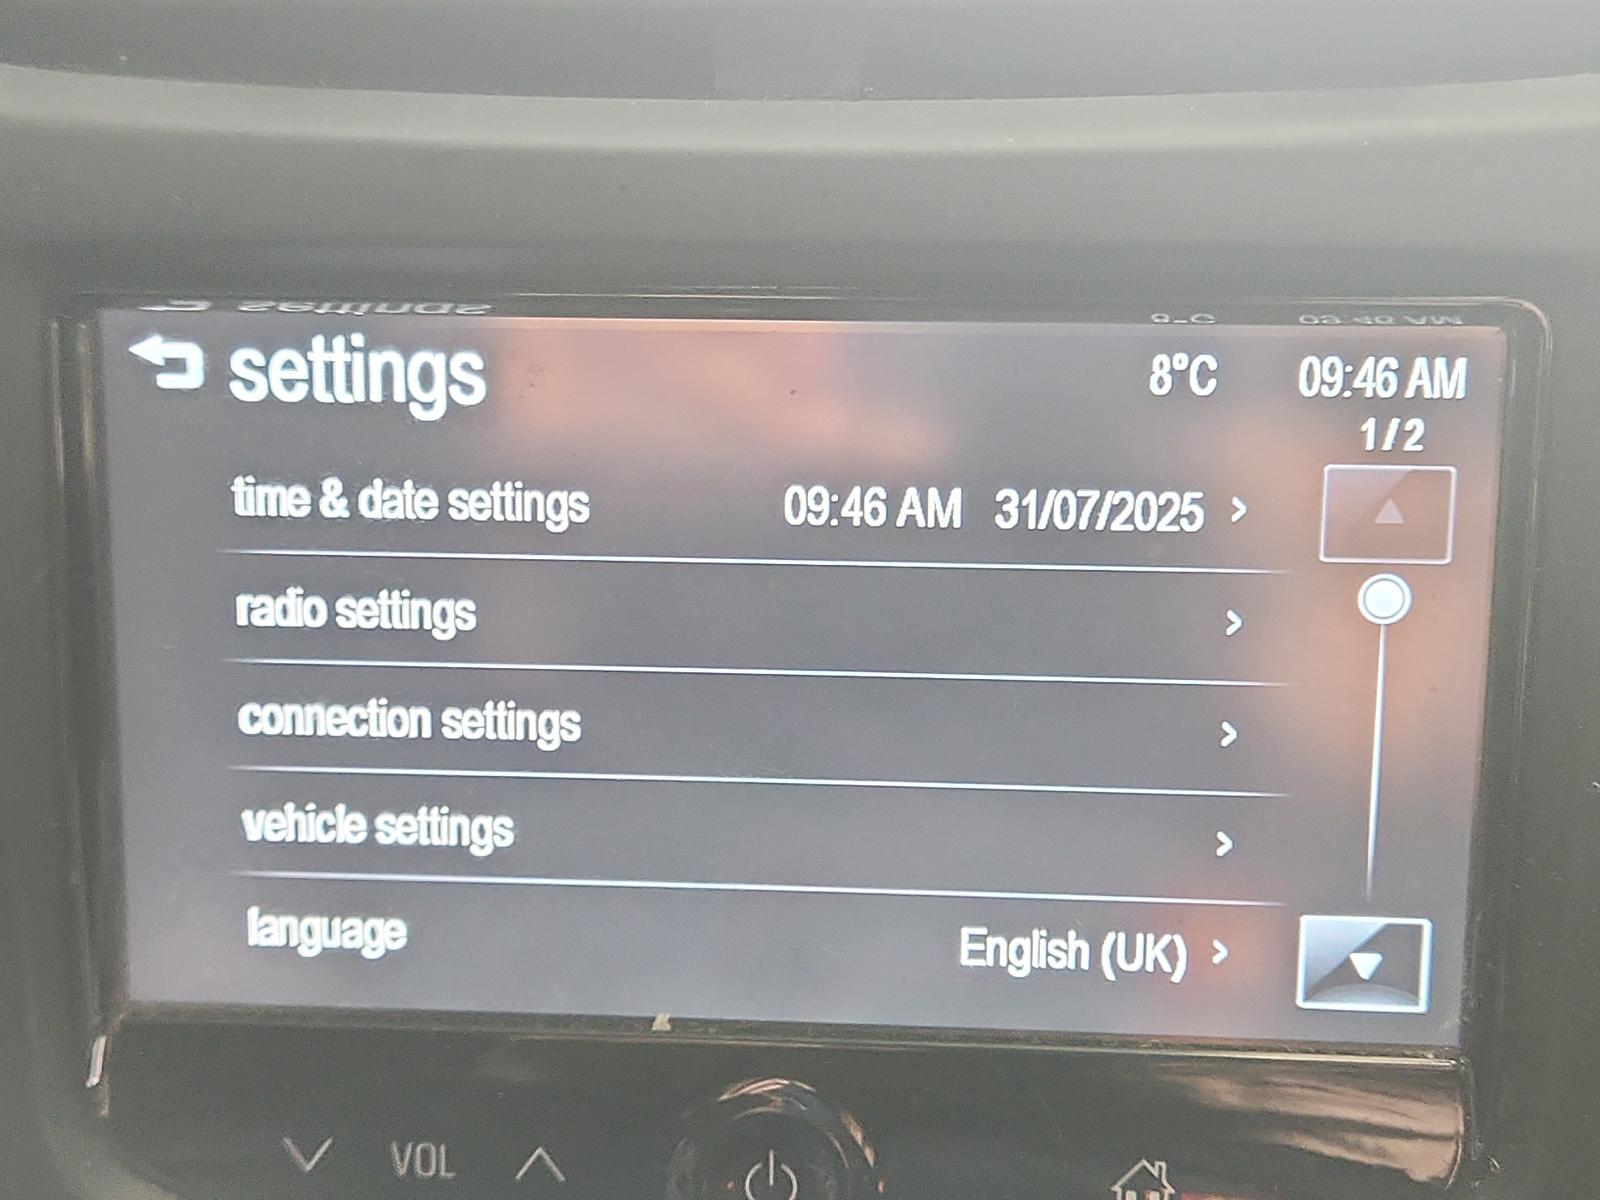 settings 8°C 09:46 AM
1/2
time & date settings 09:46 AM 31/07/2025 >
radio settings >
connection settings >
vehicle settings >
language English (UK) >
VOL